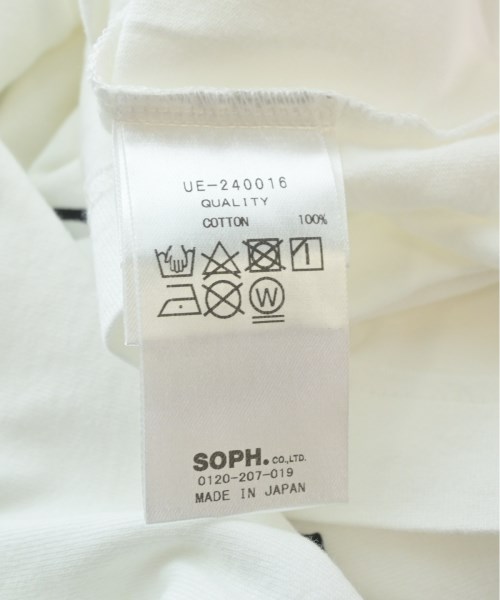 UE-240016
QUALITY
COTTON 100%
W
SOPH. CO.,LTD.
0120-207-019
MADE IN JAPAN